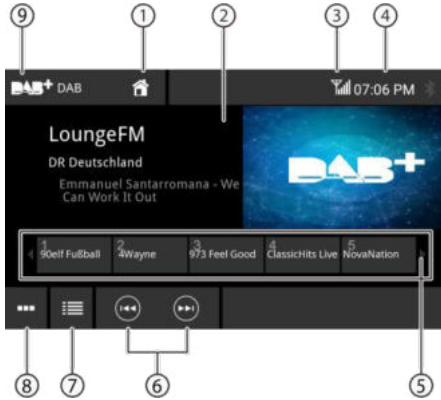 ⑨ ① ② ③ ④
DAB+ DAB
07:06 PM
LoungeFM
DAB+
DR Deutschland
Emmanuel Santarromana - We
Can Work It Out
1 2 3 4 5
90elf Fußball 4Wayne 973 Feel Good ClassicHits Live NovaNation
⑧ ⑦ ⑥ ⑤